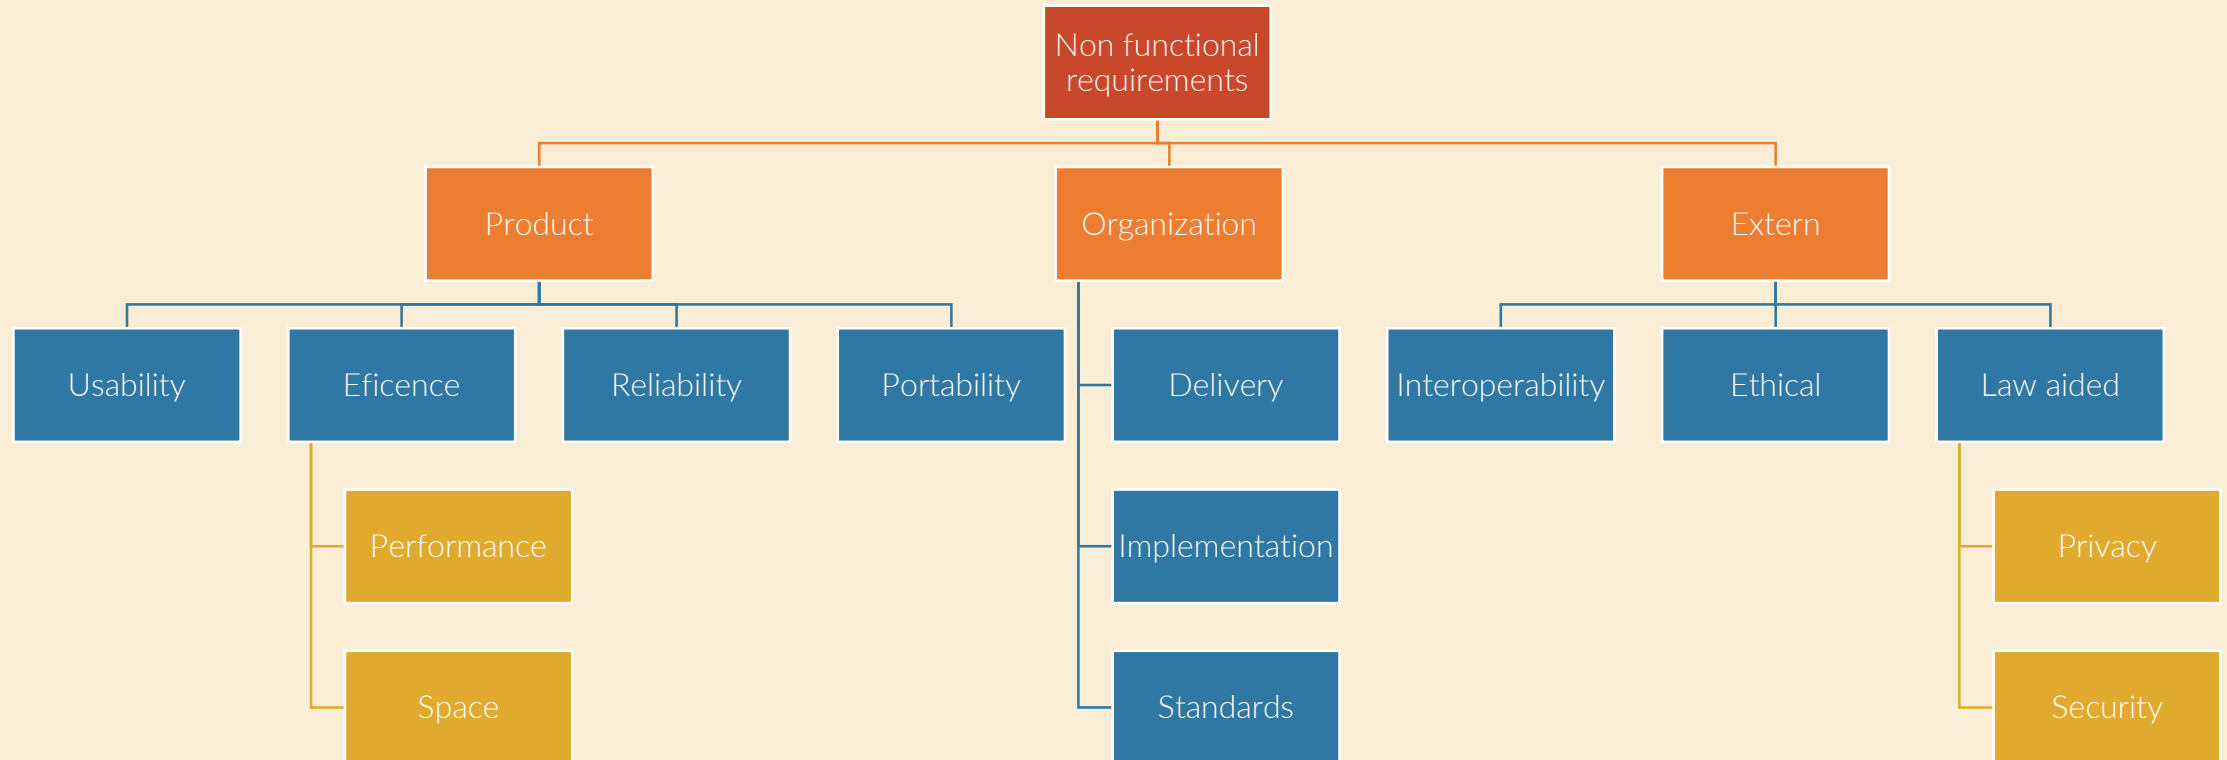 Non functional
requirements
Product
Organization
Extern
Usability
Eficence
Reliability
Portability
Delivery
Interoperability
Ethical
Law aided
Performance
Implementation
Privacy
Space
Standards
Security